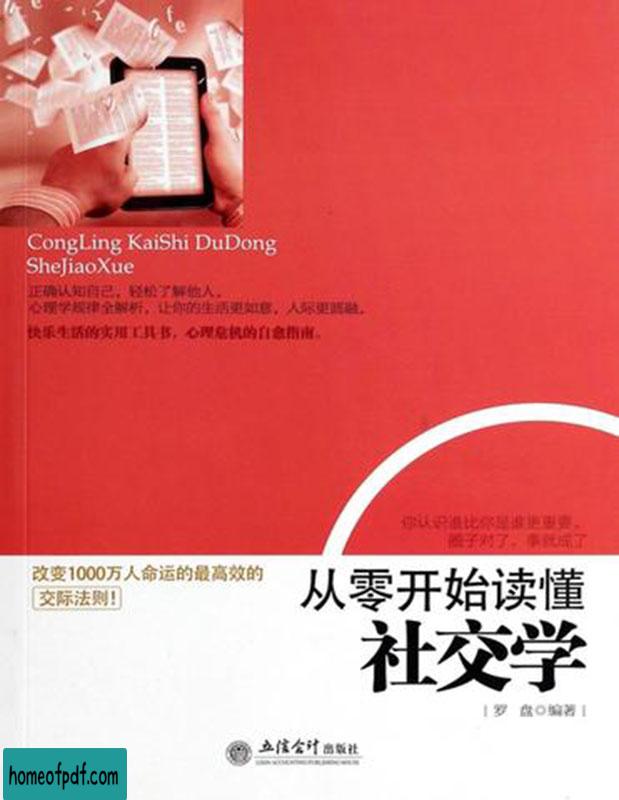 CongLing KaiShi DuDong
SheJiaoXue
正确认知自己，轻松了解他人。
心理学规律全解析，让你的生活更如意，人际更圆融。
快乐生活的实用工具书，心理危机的自愈指南。
你认识谁比你是谁更重要。
圈子对了，事就成了
改变1000万人命运的最高效的
交际法则！
从零开始读懂
社交学
罗 盘◎编著
立信会计出版社
LIXIN ACCOUNTING PUBLISHING HOUSE
homeofpdf.com